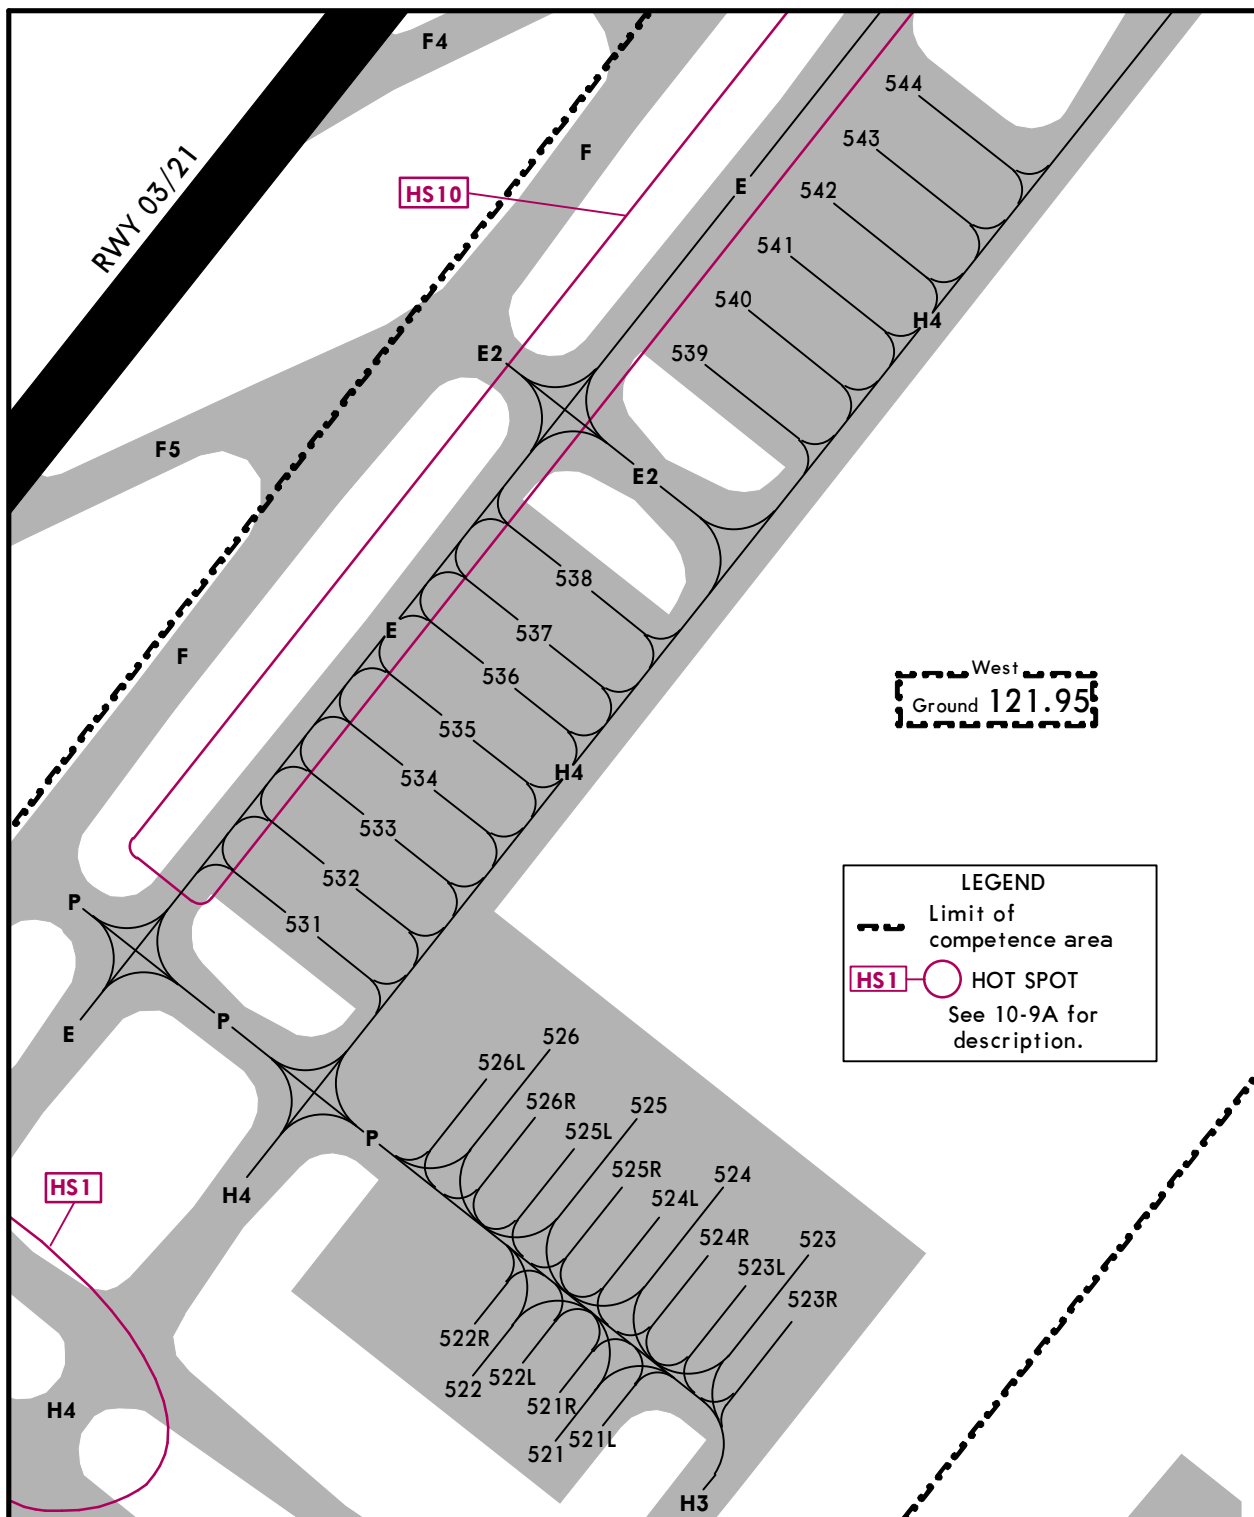 F4
544
543
RWY 03/21
F
HS10
E
542
541
540
H4
539
E2
F5
E2
538
E
537
F
536
West
Ground 121.95
535
534
H4
533
532
531
LEGEND
Limit of
competence area
HS1
HOT SPOT
See 10-9A for
description.
P
P
E
526
526L
526R
525
525L
P
525R
524
524L
HS1
H4
524R
523
523L
523R
522R
522L
522
521R
H4
521L
521
H3